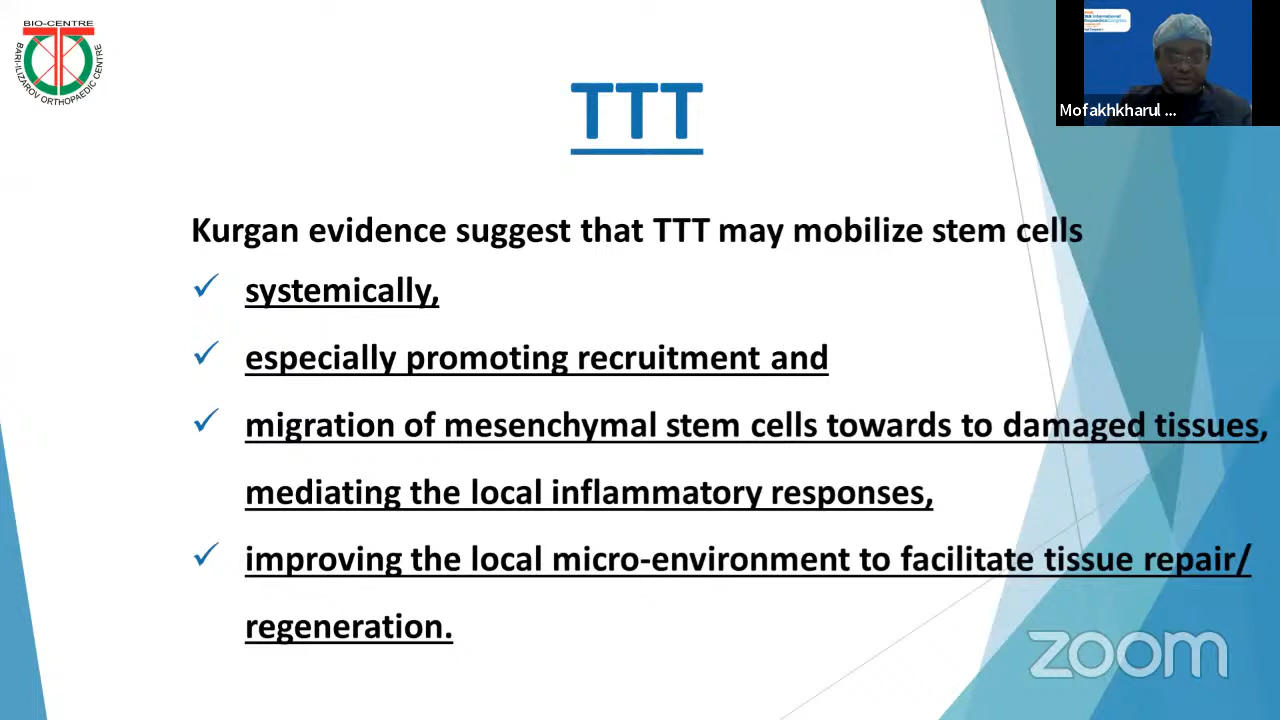 BIO-CENTRE
BARI-ILIZAROV ORTHOPAEDIC CENTRE
TTT
Mofakhkharul ...
Kurgan evidence suggest that TTT may mobilize stem cells
✓ systemically,
✓ especially promoting recruitment and
✓ migration of mesenchymal stem cells towards to damaged tissues,
mediating the local inflammatory responses,
✓ improving the local micro-environment to facilitate tissue repair/
regeneration.
zoom